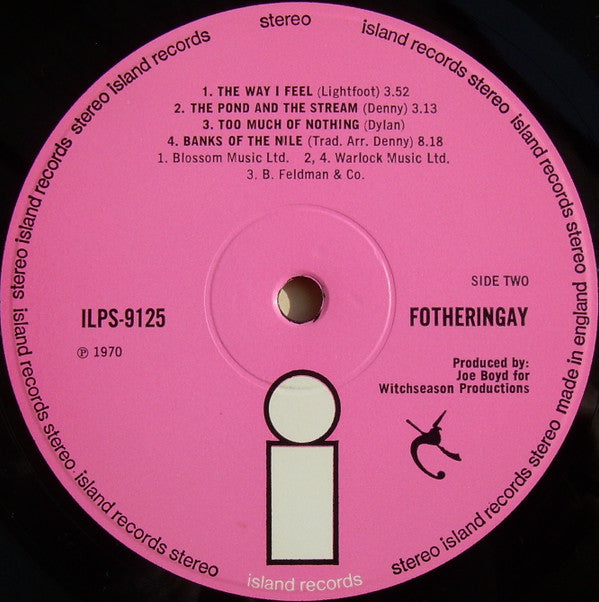 stereo
island records stereo island records stereo island records stereo island records stereo
island records stereo island records stereo made in england stereo island records stereo
1. THE WAY I FEEL (Lightfoot) 3.52
2. THE POND AND THE STREAM (Denny) 3.13
3. TOO MUCH OF NOTHING (Dylan)
4. BANKS OF THE NILE (Trad. Arr. Denny) 8.18
1. Blossom Music Ltd. 2, 4. Warlock Music Ltd.
3. B. Feldman & Co.
SIDE TWO
ILPS-9125
FOTHERINGAY
℗ 1970
Produced by:
Joe Boyd for
Witchseason Productions
i
island records